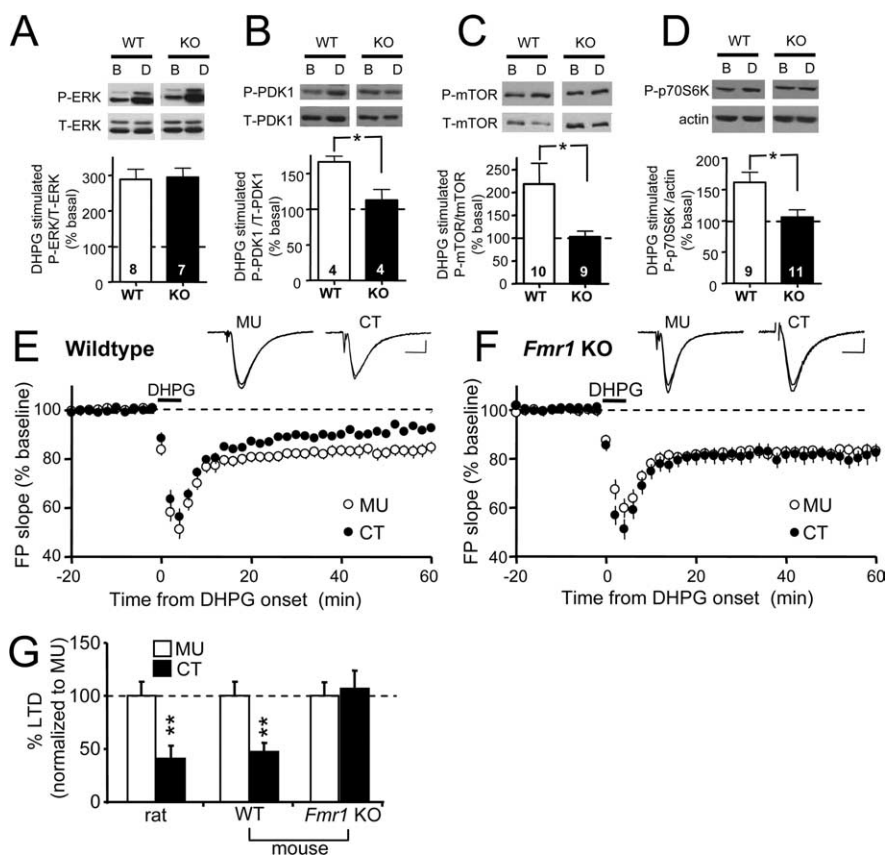 A
WT KO
B D B D
P-ERK
T-ERK
DHPG stimulated
P-ERK/T-ERK
(% basal)
300
200
100
8 7
WT KO
B
WT KO
B D B D
P-PDK1
T-PDK1
*
DHPG stimulated
P-PDK1 /T-PDK1
(% basal)
200
150
100
50
0
4 4
WT KO
C
WT KO
B D B D
P-mTOR
T-mTOR
*
DHPG stimulated
P-mTOR/tmTOR
(% basal)
300
200
100
0
10 9
WT KO
D
WT KO
B D B D
P-p70S6K
actin
*
DHPG stimulated
P-p70S6K /actin
(% basal)
200
150
100
50
0
9 11
WT KO
E Wildtype
MU CT
DHPG
FP slope (% baseline)
100
80
60
40
MU
CT
-20 0 20 40 60
Time from DHPG onset (min)
F Fmr1 KO
MU CT
DHPG
FP slope (% baseline)
100
80
60
40
MU
CT
-20 0 20 40 60
Time from DHPG onset (min)
G
MU
CT
% LTD
(normalized to MU)
150
100
50
0
** **
rat WT Fmr1 KO
mouse